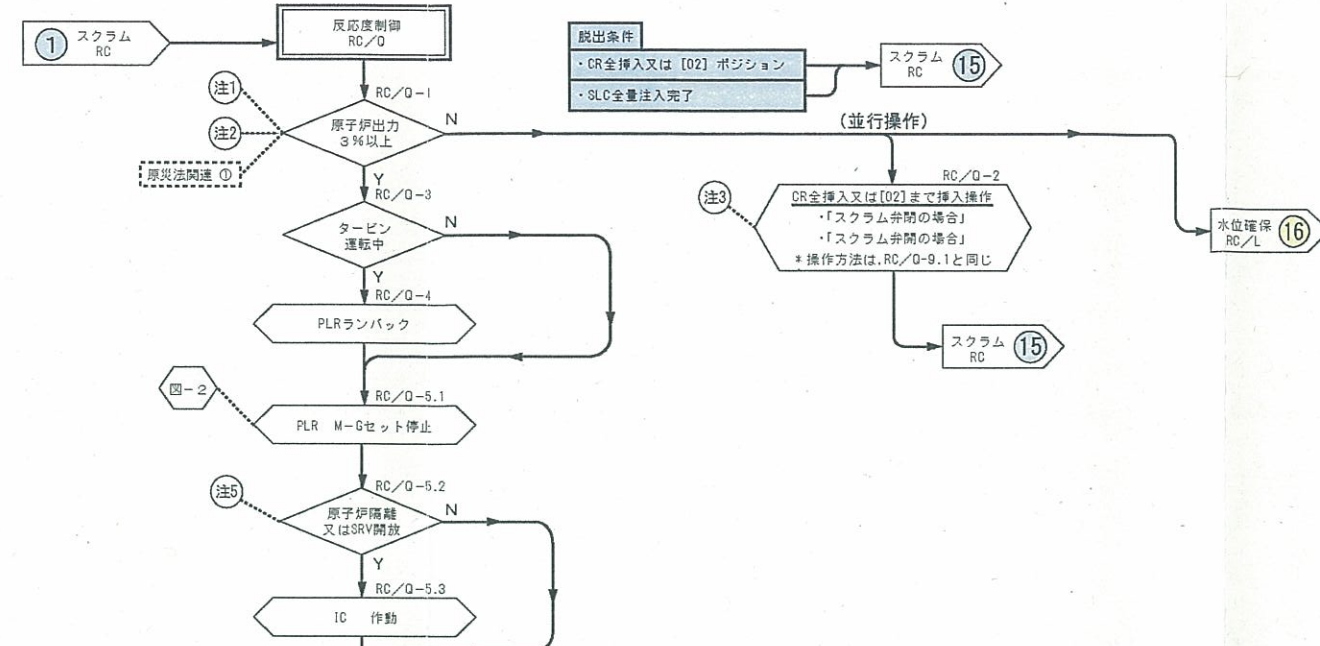 ① スクラム
RC
反応度制御
RC/Q
脱出条件
・CR全挿入又は [02] ポジション
・SLC全量注入完了
スクラム
RC ⑮
注1
注2
原災法関連 ①
RC/Q-1
原子炉出力
3%以上
N
Y
(並行操作)
RC/Q-2
注3
CR全挿入又は[02]まで挿入操作
・「スクラム弁閉の場合」
・「スクラム弁開の場合」
*操作方法は、RC/Q-9.1と同じ
水位確保
RC/L ⑯
スクラム
RC ⑮
RC/Q-3
タービン
運転中
N
Y
RC/Q-4
PLRランバック
図-2
RC/Q-5.1
PLR M-Gセット停止
注5
RC/Q-5.2
原子炉隔離
又はSRV開放
N
Y
RC/Q-5.3
IC 作動